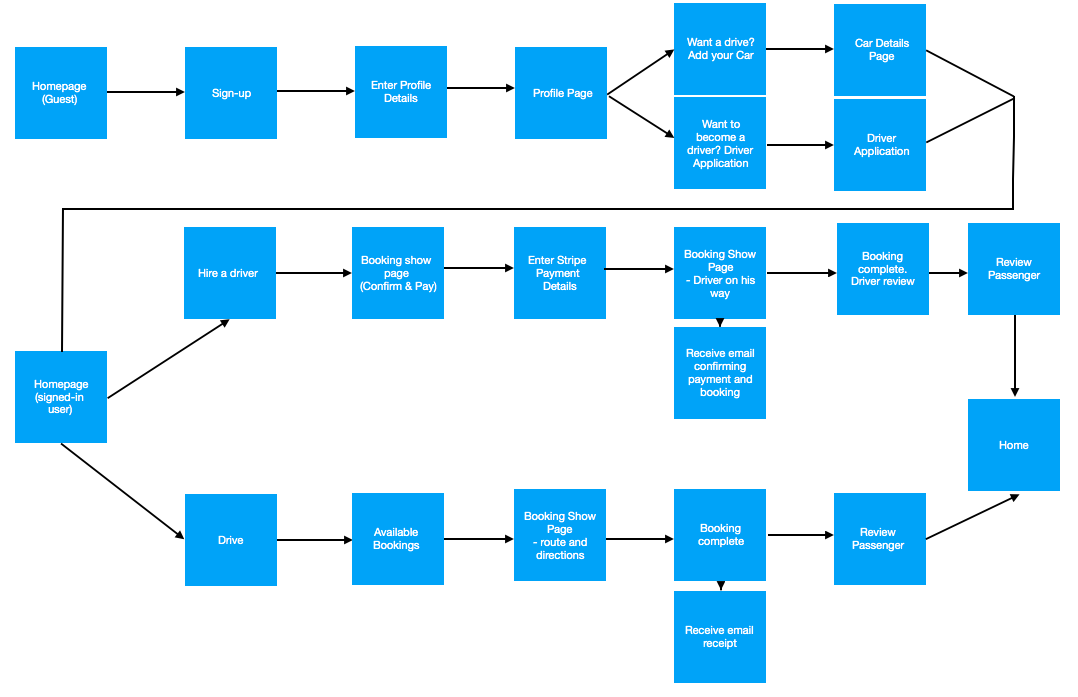 Homepage
(Guest)
Sign-up
Enter Profile
Details
Profile Page
Want a drive?
Add your Car
Car Details
Page
Want to
become a
driver? Driver
Application
Driver
Application
Hire a driver
Booking show
page
(Confirm & Pay)
Enter Stripe
Payment
Details
Booking Show
Page
- Driver on his
way
Booking
complete.
Driver review
Review
Passenger
Receive email
confirming
payment and
booking
Homepage
(signed-in
user)
Home
Drive
Available
Bookings
Booking Show
Page
- route and
directions
Booking
complete
Review
Passenger
Receive email
receipt